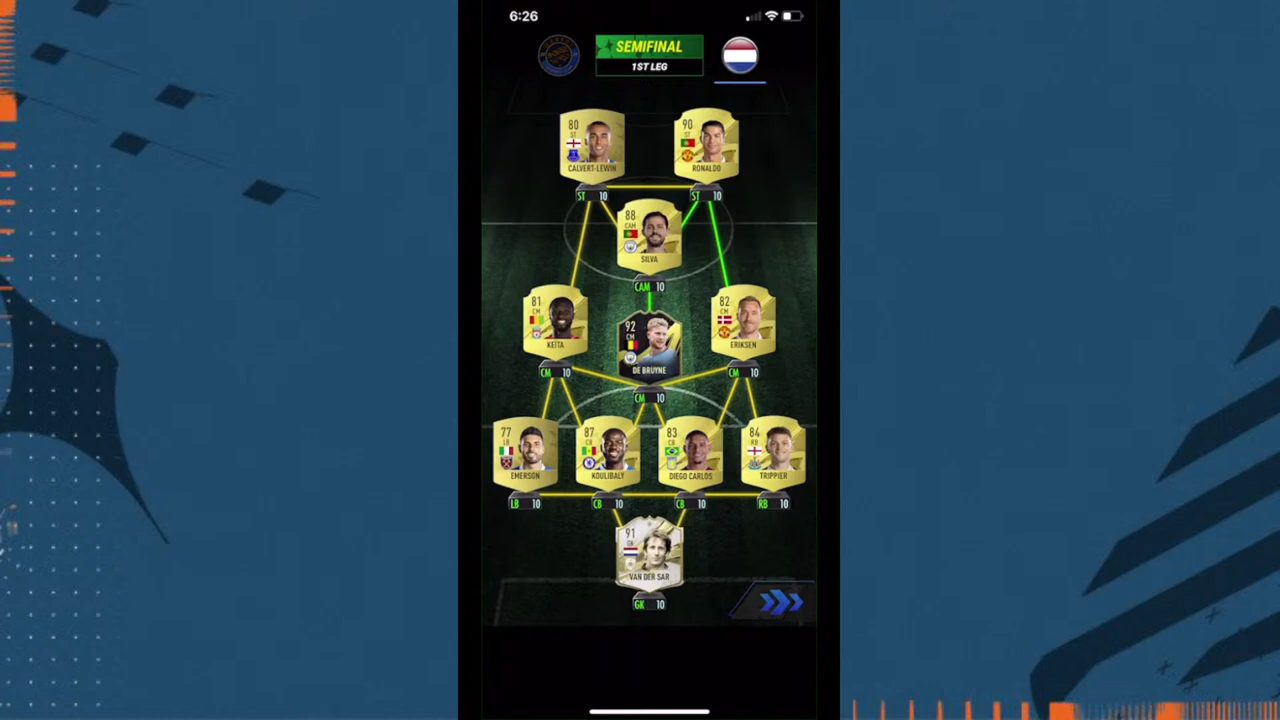 6:26
SEMIFINAL
1ST LEG
80
ST
CALVERT-LEWIN
90
ST
RONALDO
ST 10
ST 10
88
CAM
SILVA
CAM 10
81
CM
KEÏTA
92
CM
DE BRUYNE
82
CM
ERIKSEN
CM 10
CM 10
CM 10
77
LB
EMERSON
87
CB
KOULIBALY
83
CB
DIEGO CARLOS
84
RB
TRIPPIER
LB 10
CB 10
CB 10
RB 10
91
GK
VAN DER SAR
GK 10